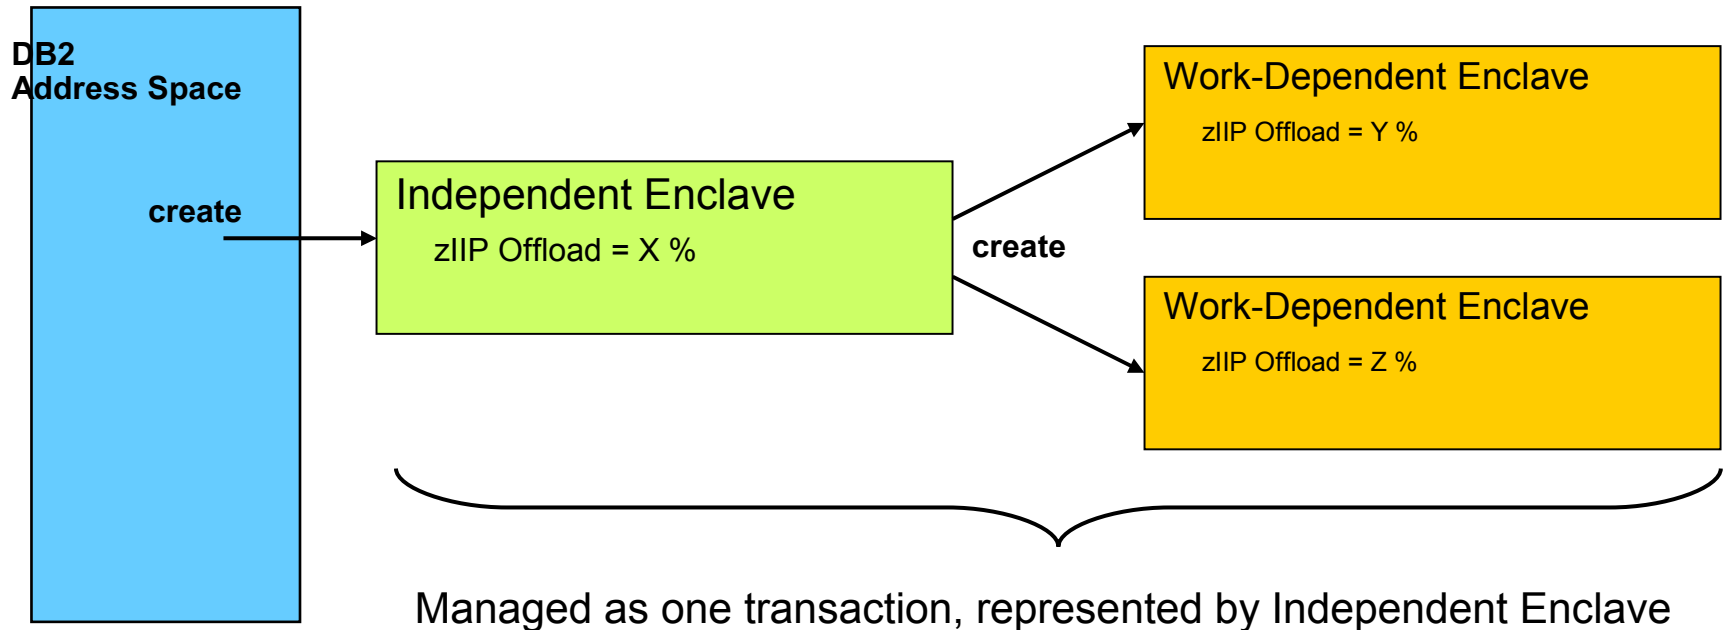 DB2
Address Space
create
Independent Enclave
zIIP Offload = X %
create
Work-Dependent Enclave
zIIP Offload = Y %
Work-Dependent Enclave
zIIP Offload = Z %
Managed as one transaction, represented by Independent Enclave